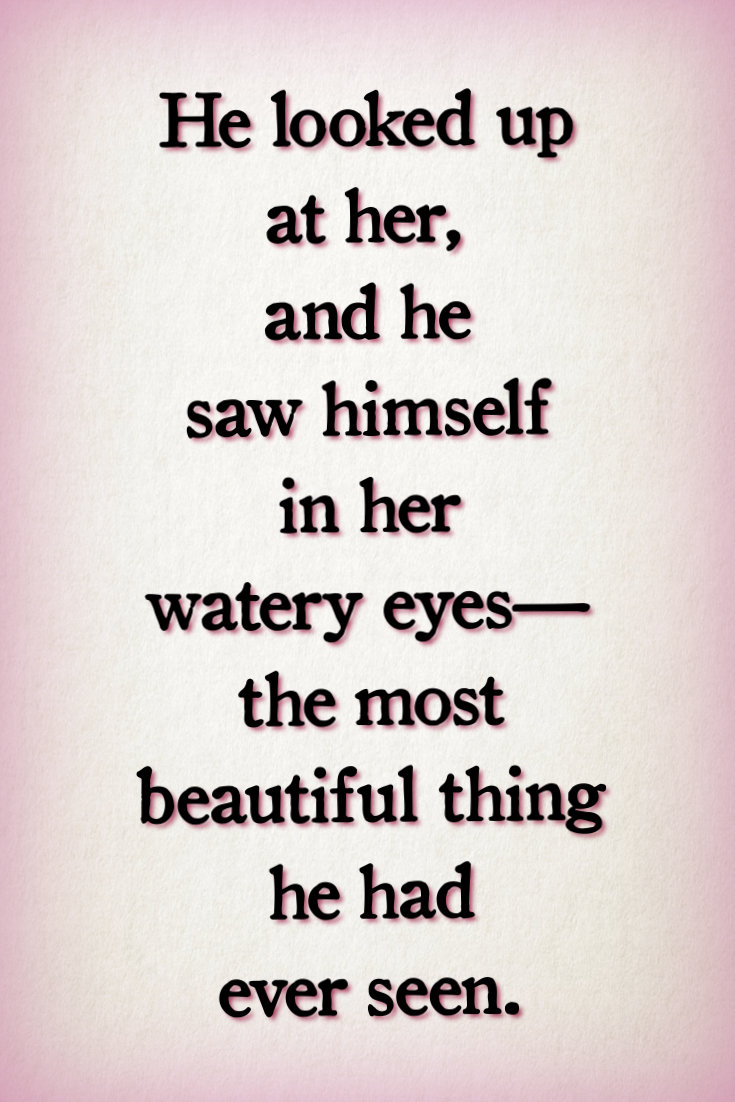 He looked up
at her,
and he
saw himself
in her
watery eyes—
the most
beautiful thing
he had
ever seen.